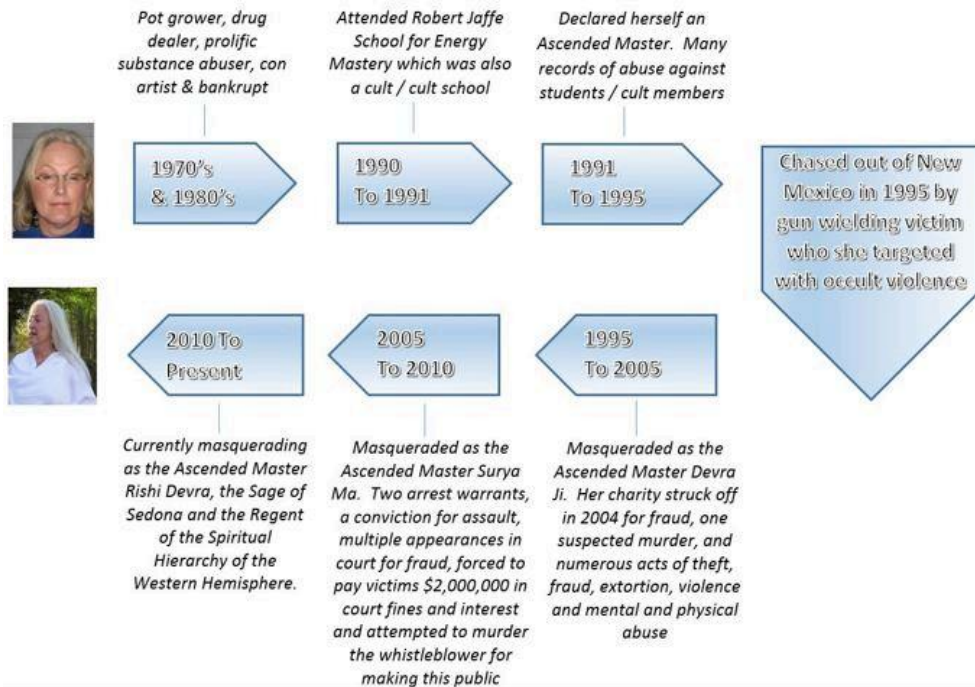 Pot grower, drug
dealer, prolific
substance abuser, con
artist & bankrupt
Attended Robert Jaffe
School for Energy
Mastery which was also
a cult / cult school
Declared herself an
Ascended Master.  Many
records of abuse against
students / cult members
1970's
& 1980's
1990
To 1991
1991
To 1995
Chased out of New
Mexico in 1995 by
gun wielding victim
who she targeted
with occult violence
2010 To
Present
2005
To 2010
1995
To 2005
Currently masquerading
as the Ascended Master
Rishi Devra, the Sage of
Sedona and the Regent
of the Spiritual
Hierarchy of the
Western Hemisphere.
Masqueraded as the
Ascended Master Surya
Ma.  Two arrest warrants,
a conviction for assault,
multiple appearances in
court for fraud, forced to
pay victims $2,000,000 in
court fines and interest
and attempted to murder
the whistleblower for
making this public
Masqueraded as the
Ascended Master Devra
Ji.  Her charity struck off
in 2004 for fraud, one
suspected murder, and
numerous acts of theft,
fraud, extortion, violence
and mental and physical
abuse